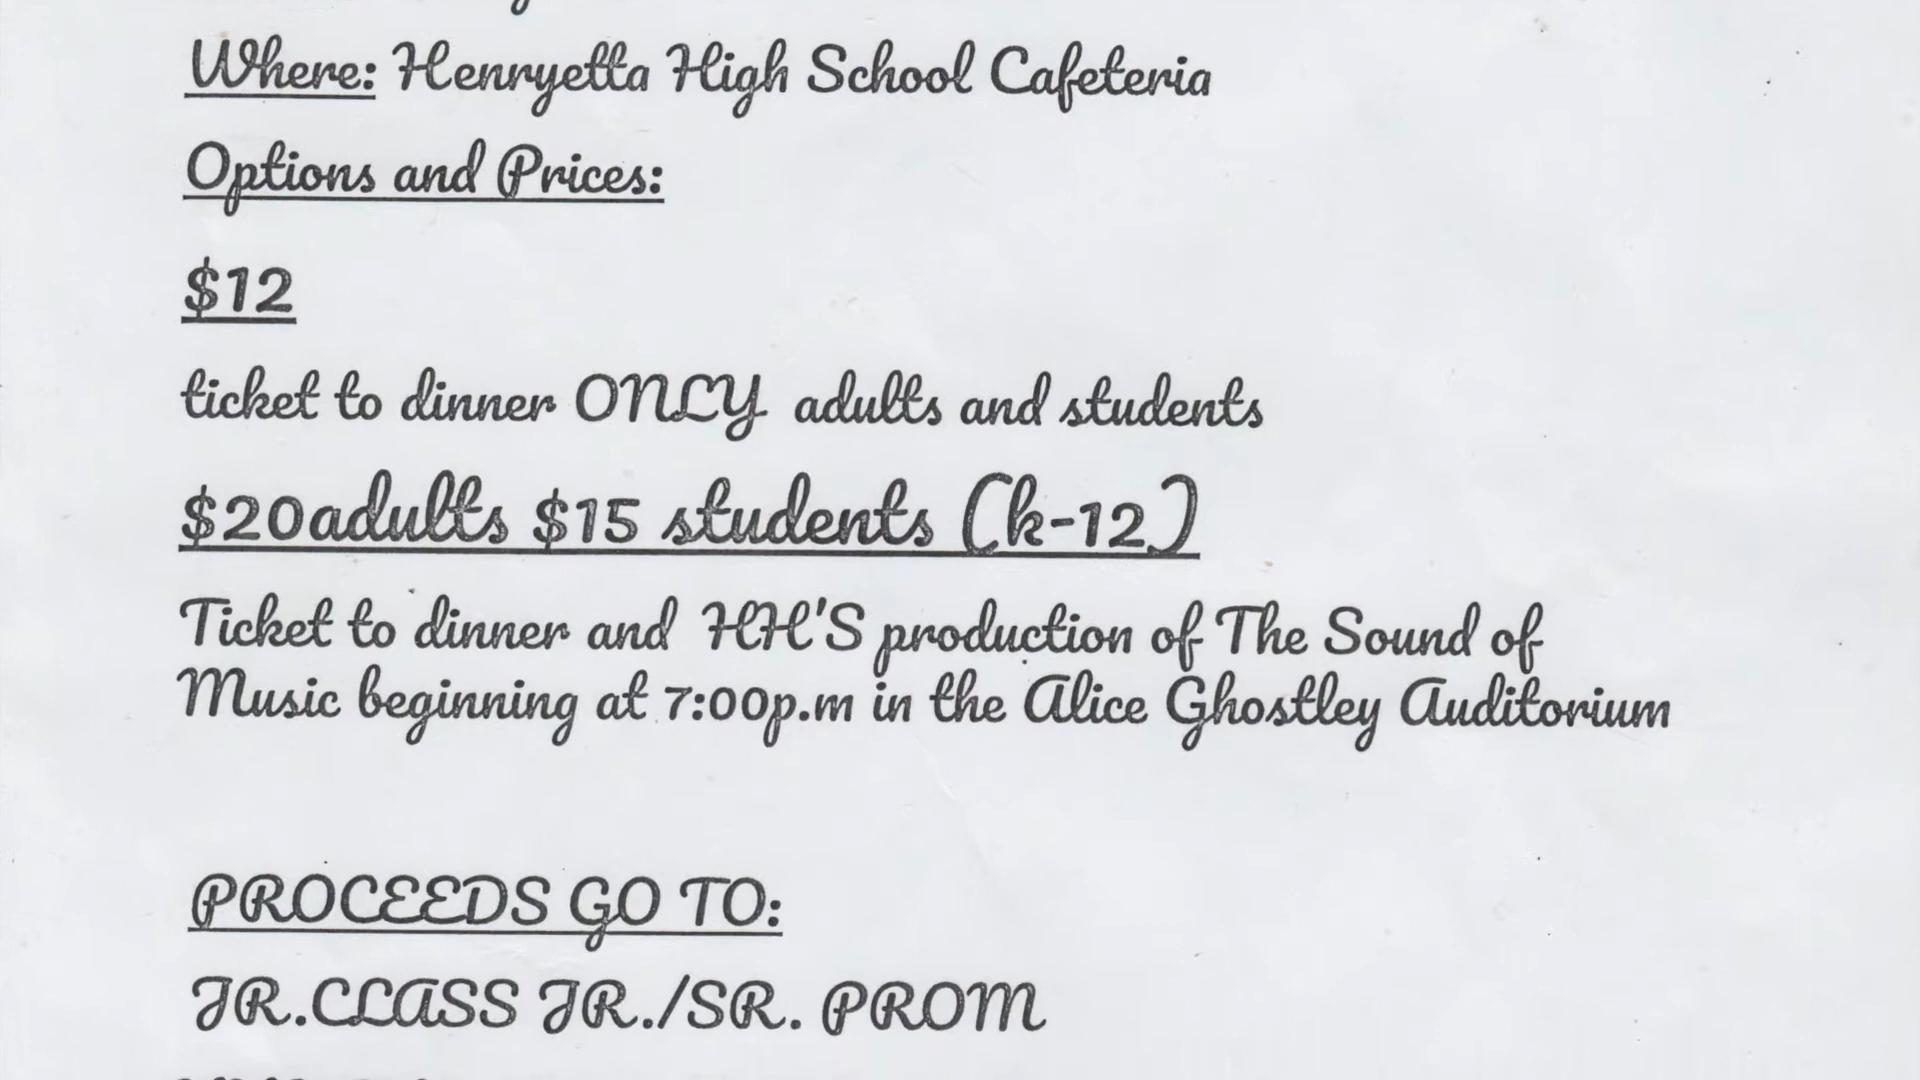 Where: Henryetta High School Cafeteria
Options and Prices:
$12
ticket to dinner ONLY adults and students
$20adults $15 students (k-12)
Ticket to dinner and HH'S production of The Sound of
Music beginning at 7:00p.m in the Alice Ghostley Auditorium
PROCEEDS GO TO:
JR.CLASS JR./SR. PROM